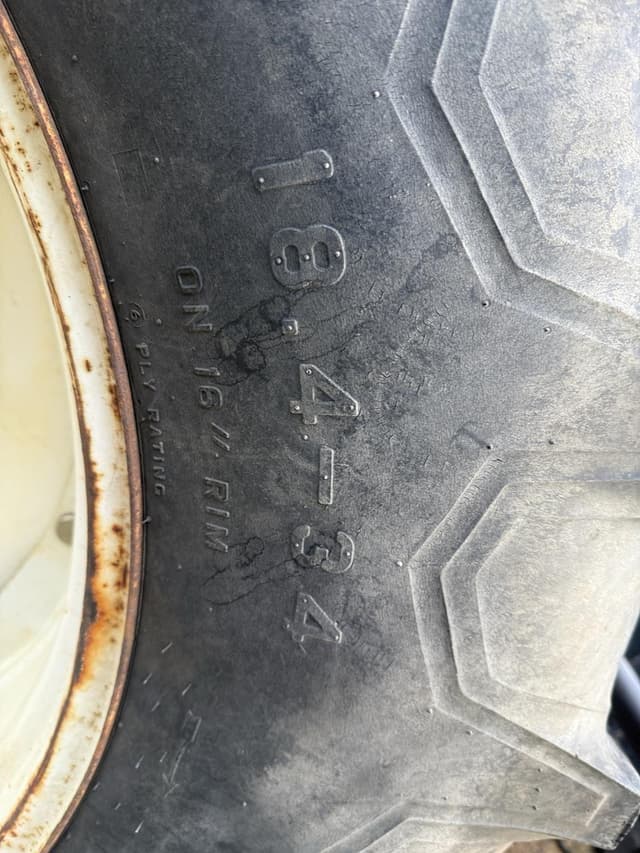 18.4-34
ON 16" RIM
6 PLY RATING